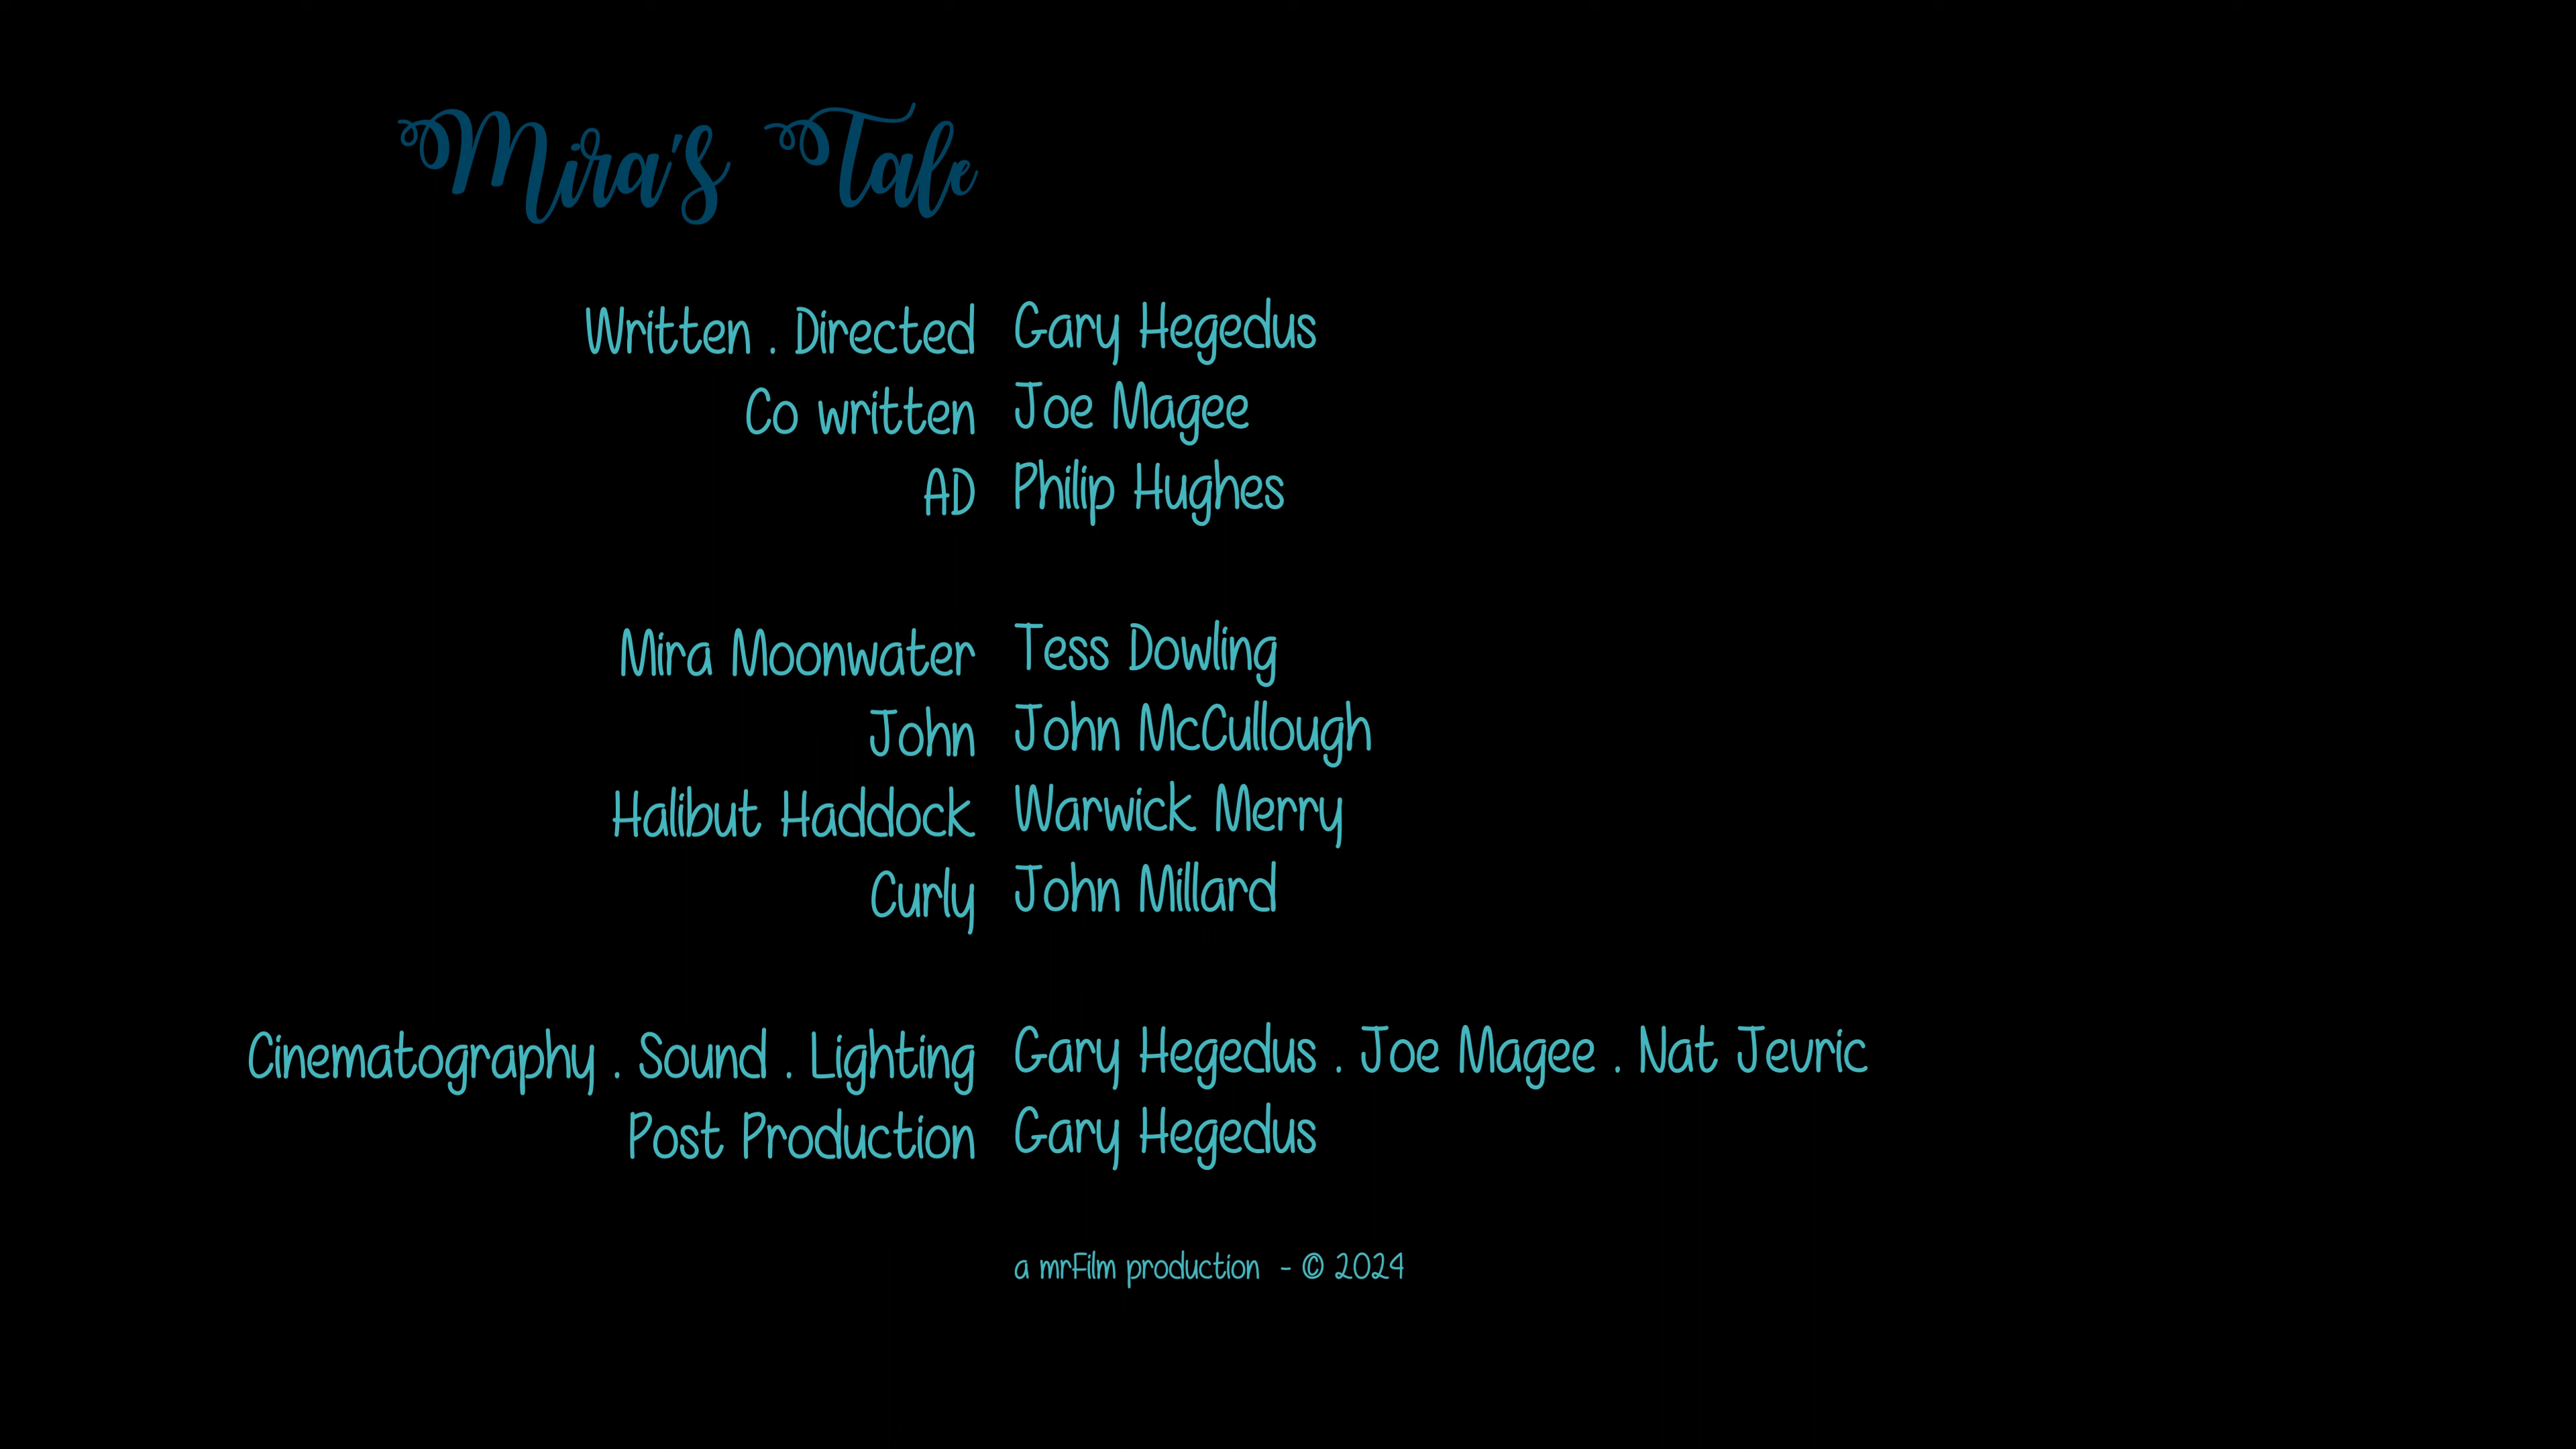 Mira's Tale
Written . Directed Gary Hegedus
Co written Joe Magee
AD Philip Hughes
Mira Moonwater Tess Dowling
John John McCullough
Halibut Haddock Warwick Merry
Curly John Millard
Cinematography . Sound . Lighting Gary Hegedus . Joe Magee . Nat Jevric
Post Production Gary Hegedus
a mrFilm production - © 2024